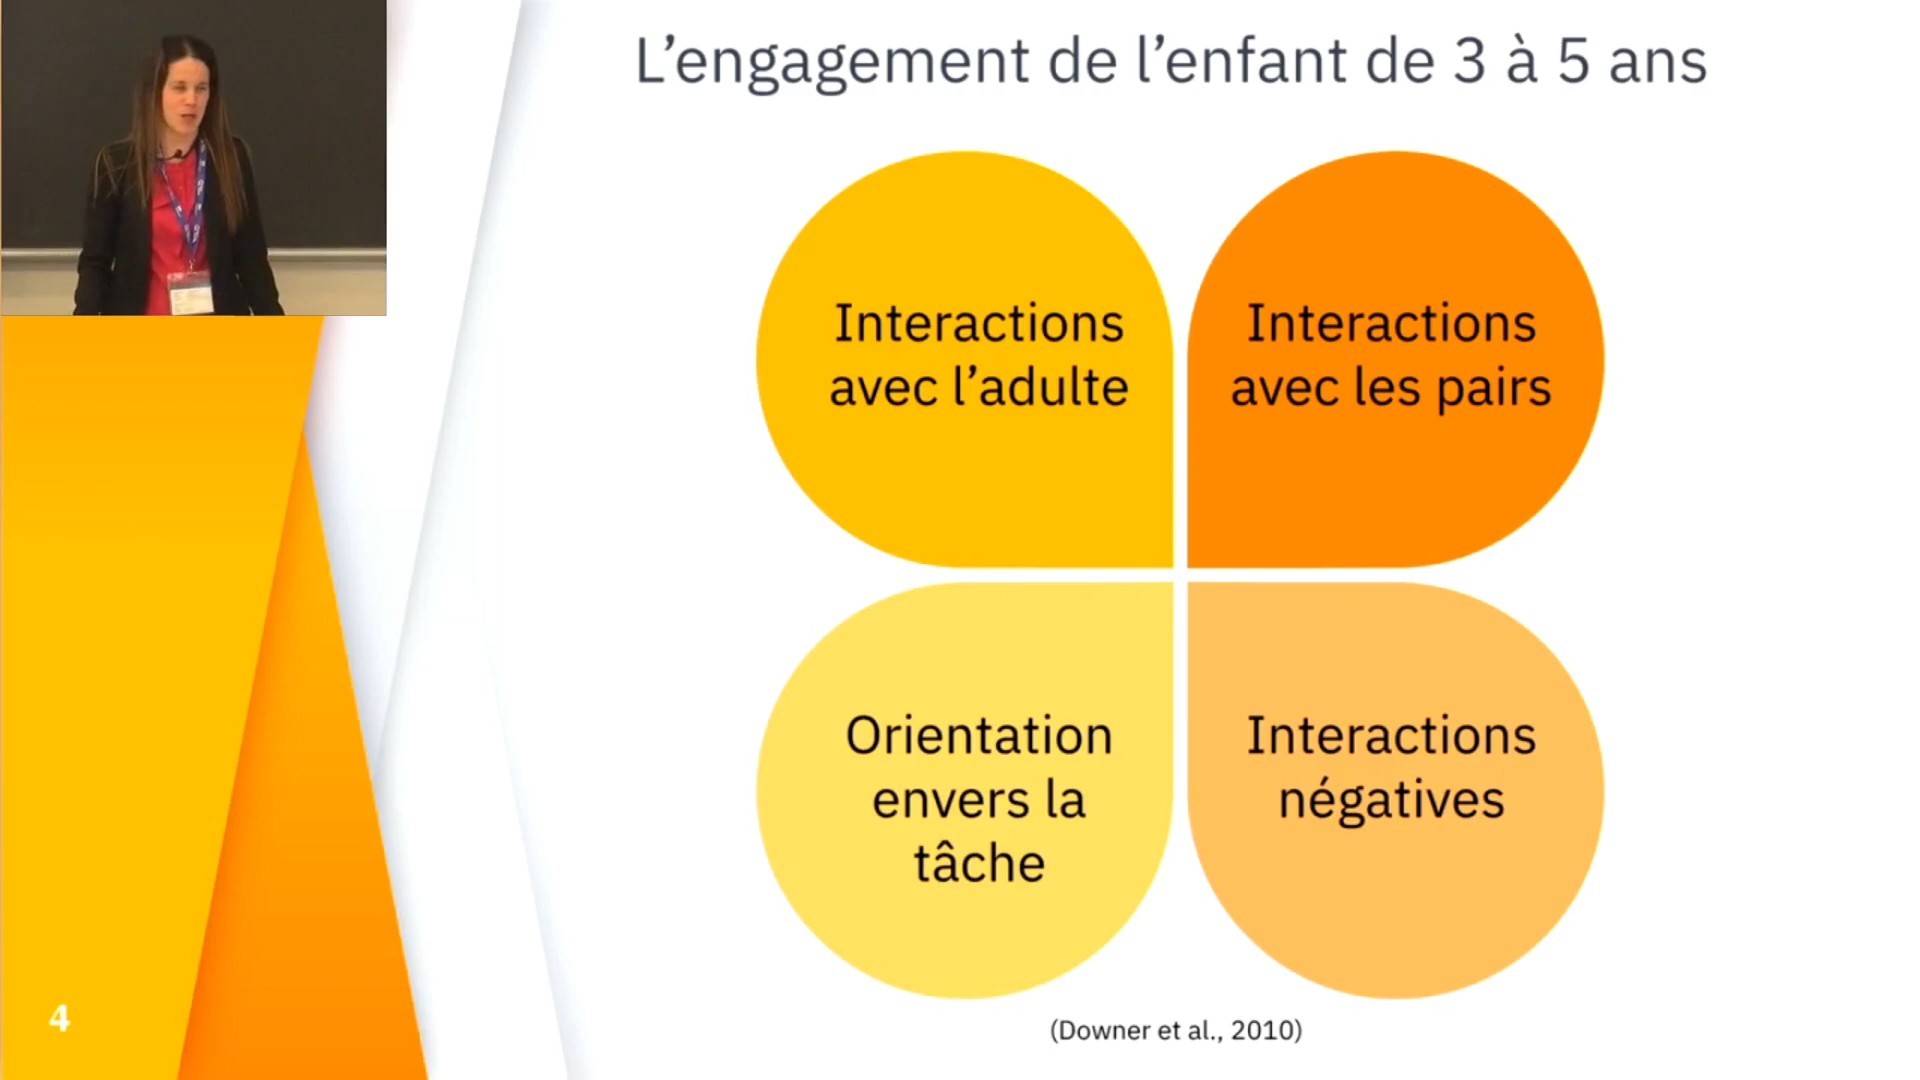 L’engagement de l’enfant de 3 à 5 ans
Interactions
avec l’adulte
Interactions
avec les pairs
Orientation
envers la
tâche
Interactions
négatives
(Downer et al., 2010)
4